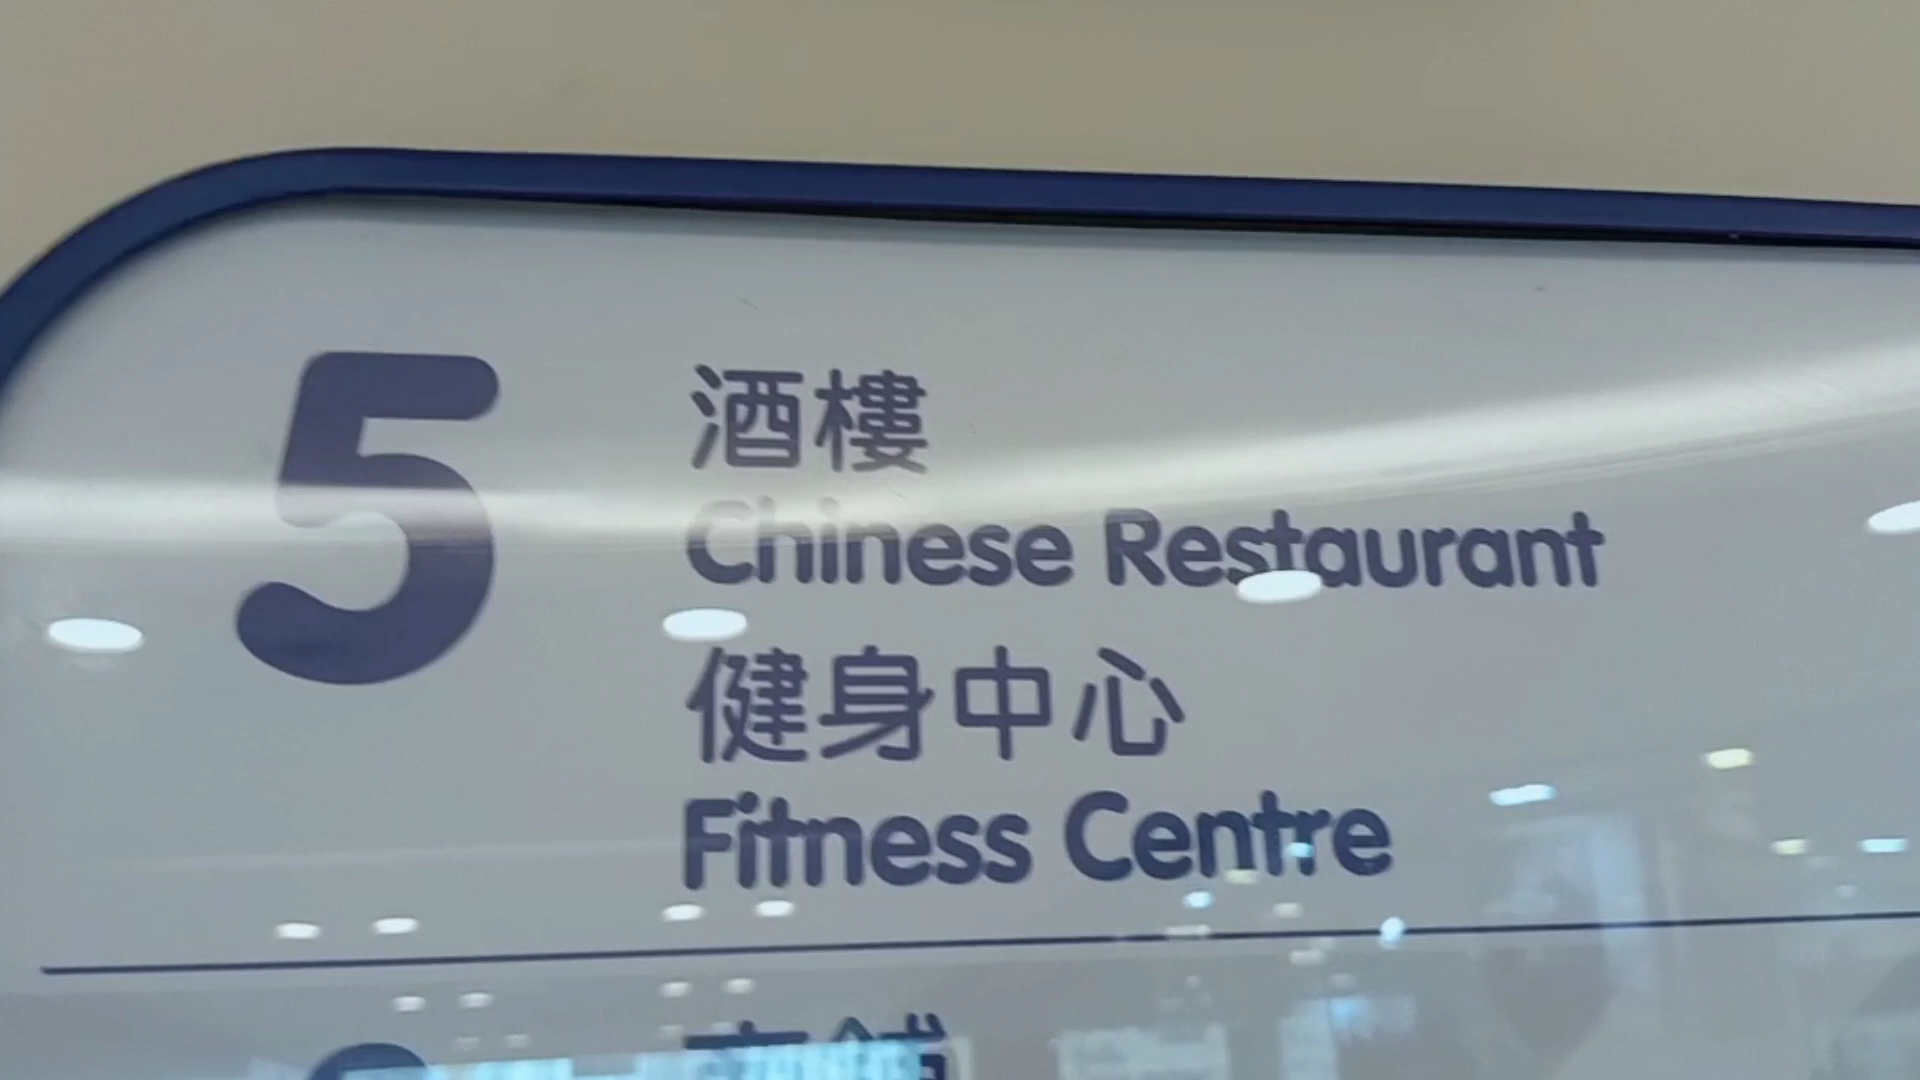 5
酒樓
Chinese Restaurant
健身中心
Fitness Centre